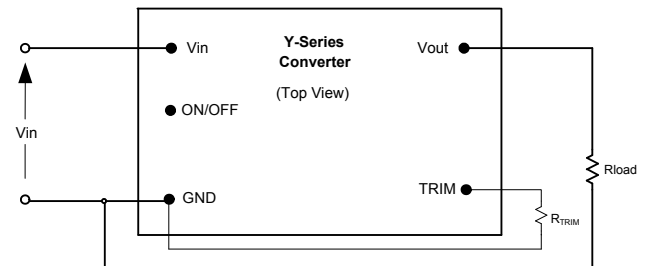 Vin
Y-Series
Converter
(Top View)
Vout
ON/OFF
Vin
GND
TRIM
Rload
RTRIM